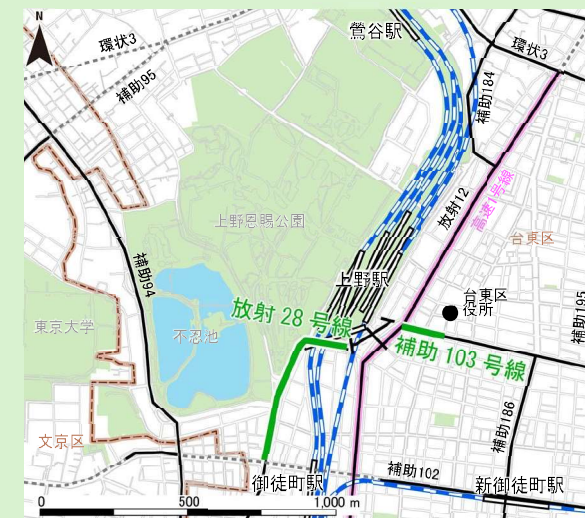 N
鶯谷駅
環状3
環状3
補助95
補助184
上野恩賜公園
放射12
高速1号線
台東区
補助94
上野駅
台東区
役所
放射 28 号線
東京大学
不忍池
補助 103 号線
補助195
文京区
補助186
補助102
御徒町駅
新御徒町駅
0
500
1,000 m